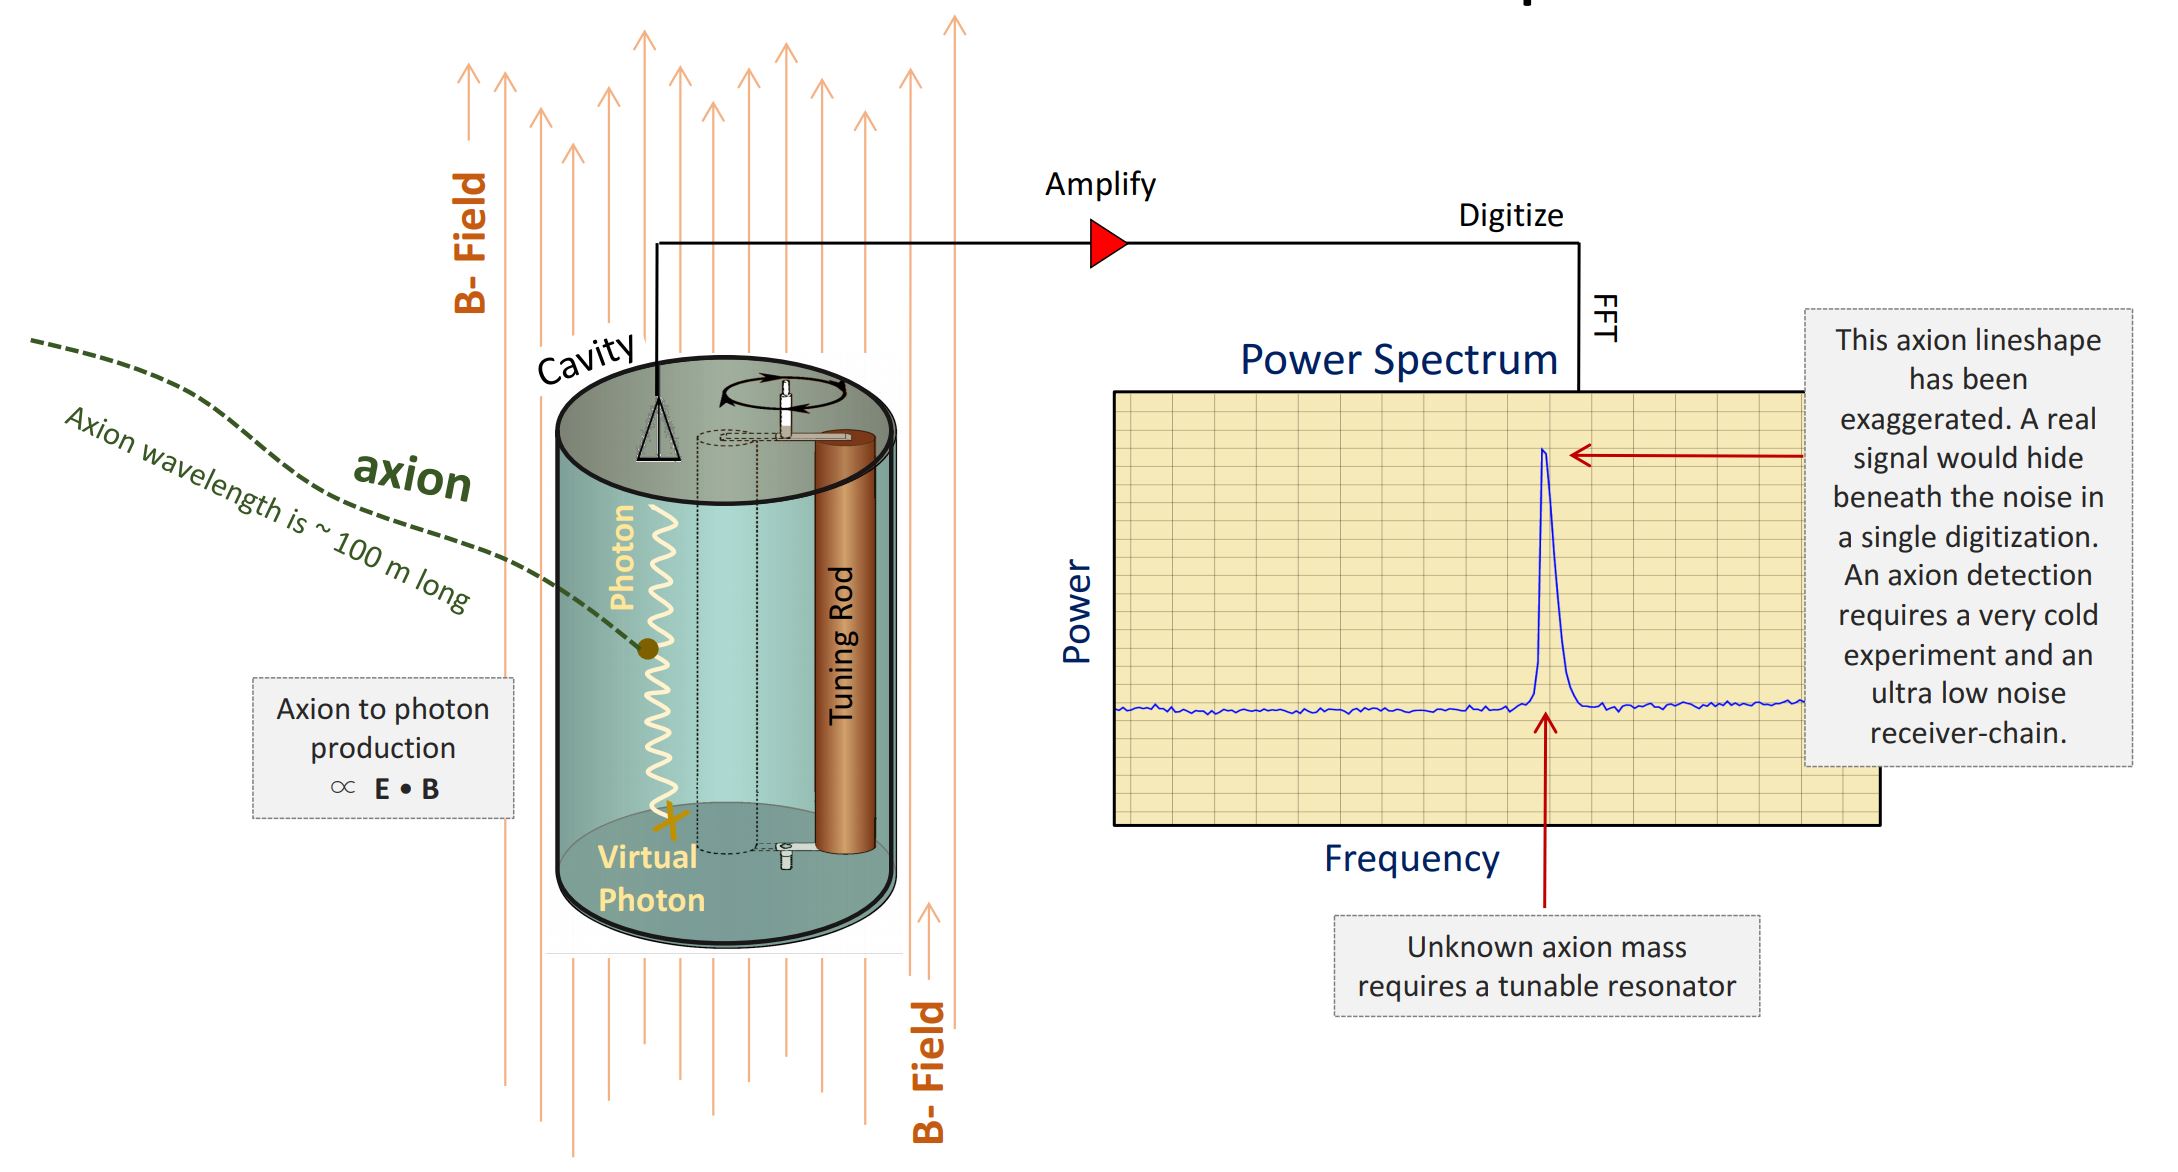 B- Field
Amplify
Digitize
FFT
Cavity
Power Spectrum
axion
Axion wavelength is ~ 100 m long
Photon
Tuning Rod
Virtual
Photon
Axion to photon
production
∝ E • B
Power
Frequency
This axion lineshape
has been
exaggerated. A real
signal would hide
beneath the noise in
a single digitization.
An axion detection
requires a very cold
experiment and an
ultra low noise
receiver-chain.
Unknown axion mass
requires a tunable resonator
B- Field